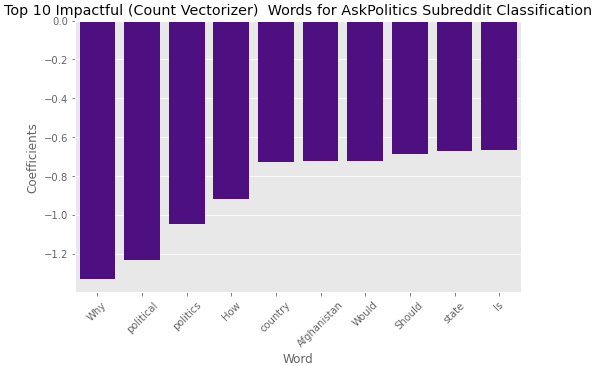 Top 10 Impactful (Count Vectorizer)  Words for AskPolitics Subreddit Classification
0.0
−0.2
−0.4
−0.6
−0.8
−1.0
−1.2
Coefficients
Why
political
politics
How
country
Afghanistan
Would
Should
state
Is
Word